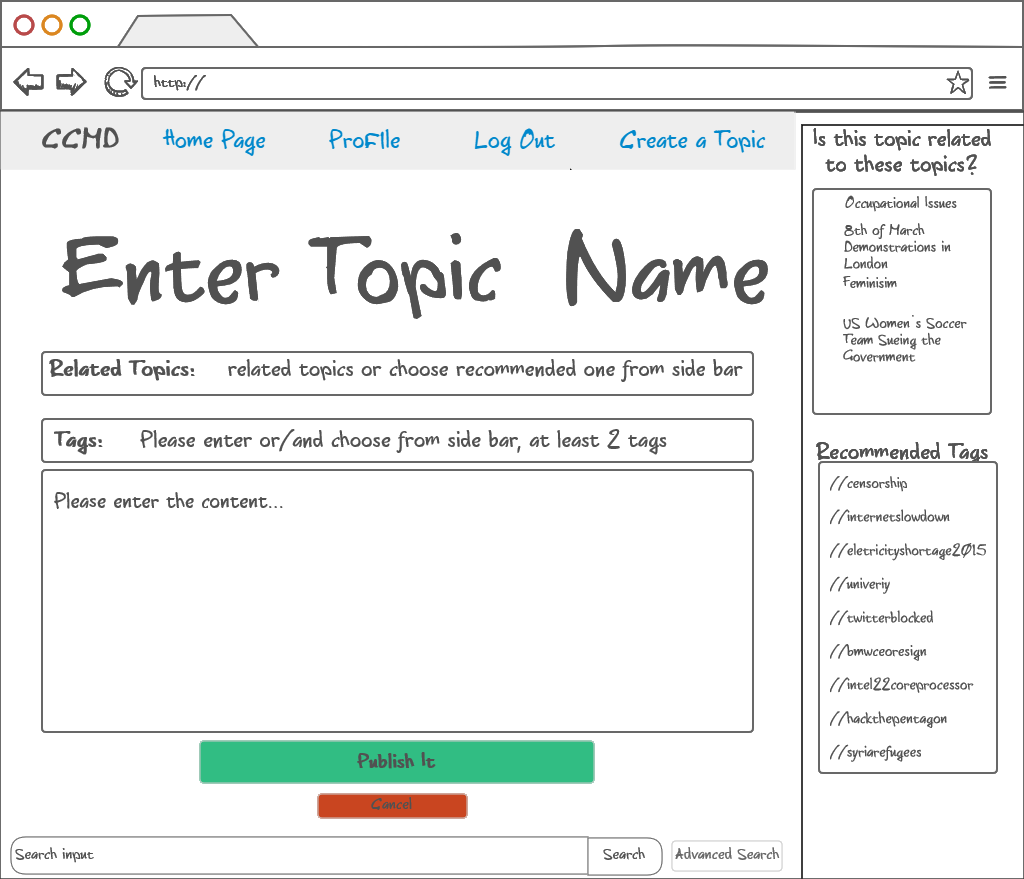 http://
CCMD Home Page ProFIle Log Out Create a Topic
Enter Topic Name
Related Topics: related topics or choose recommended one from side bar
Tags: Please enter or/and choose from side bar, at least 2 tags
Please enter the content...
Publish It
Cancel
Search input Search Advanced Search
Is this topic related
to these topics?
Occupational Issues
8th of March
Demonstrations in
London
Feminisim
US Women's Soccer
Team Sueing the
Government
Recommended Tags
//censorship
//internetslowdown
//eletricityshortage2015
//univeriy
//twitterblocked
//bmwceoresign
//intel22coreprocessor
//hackthepentagon
//syriarefugees